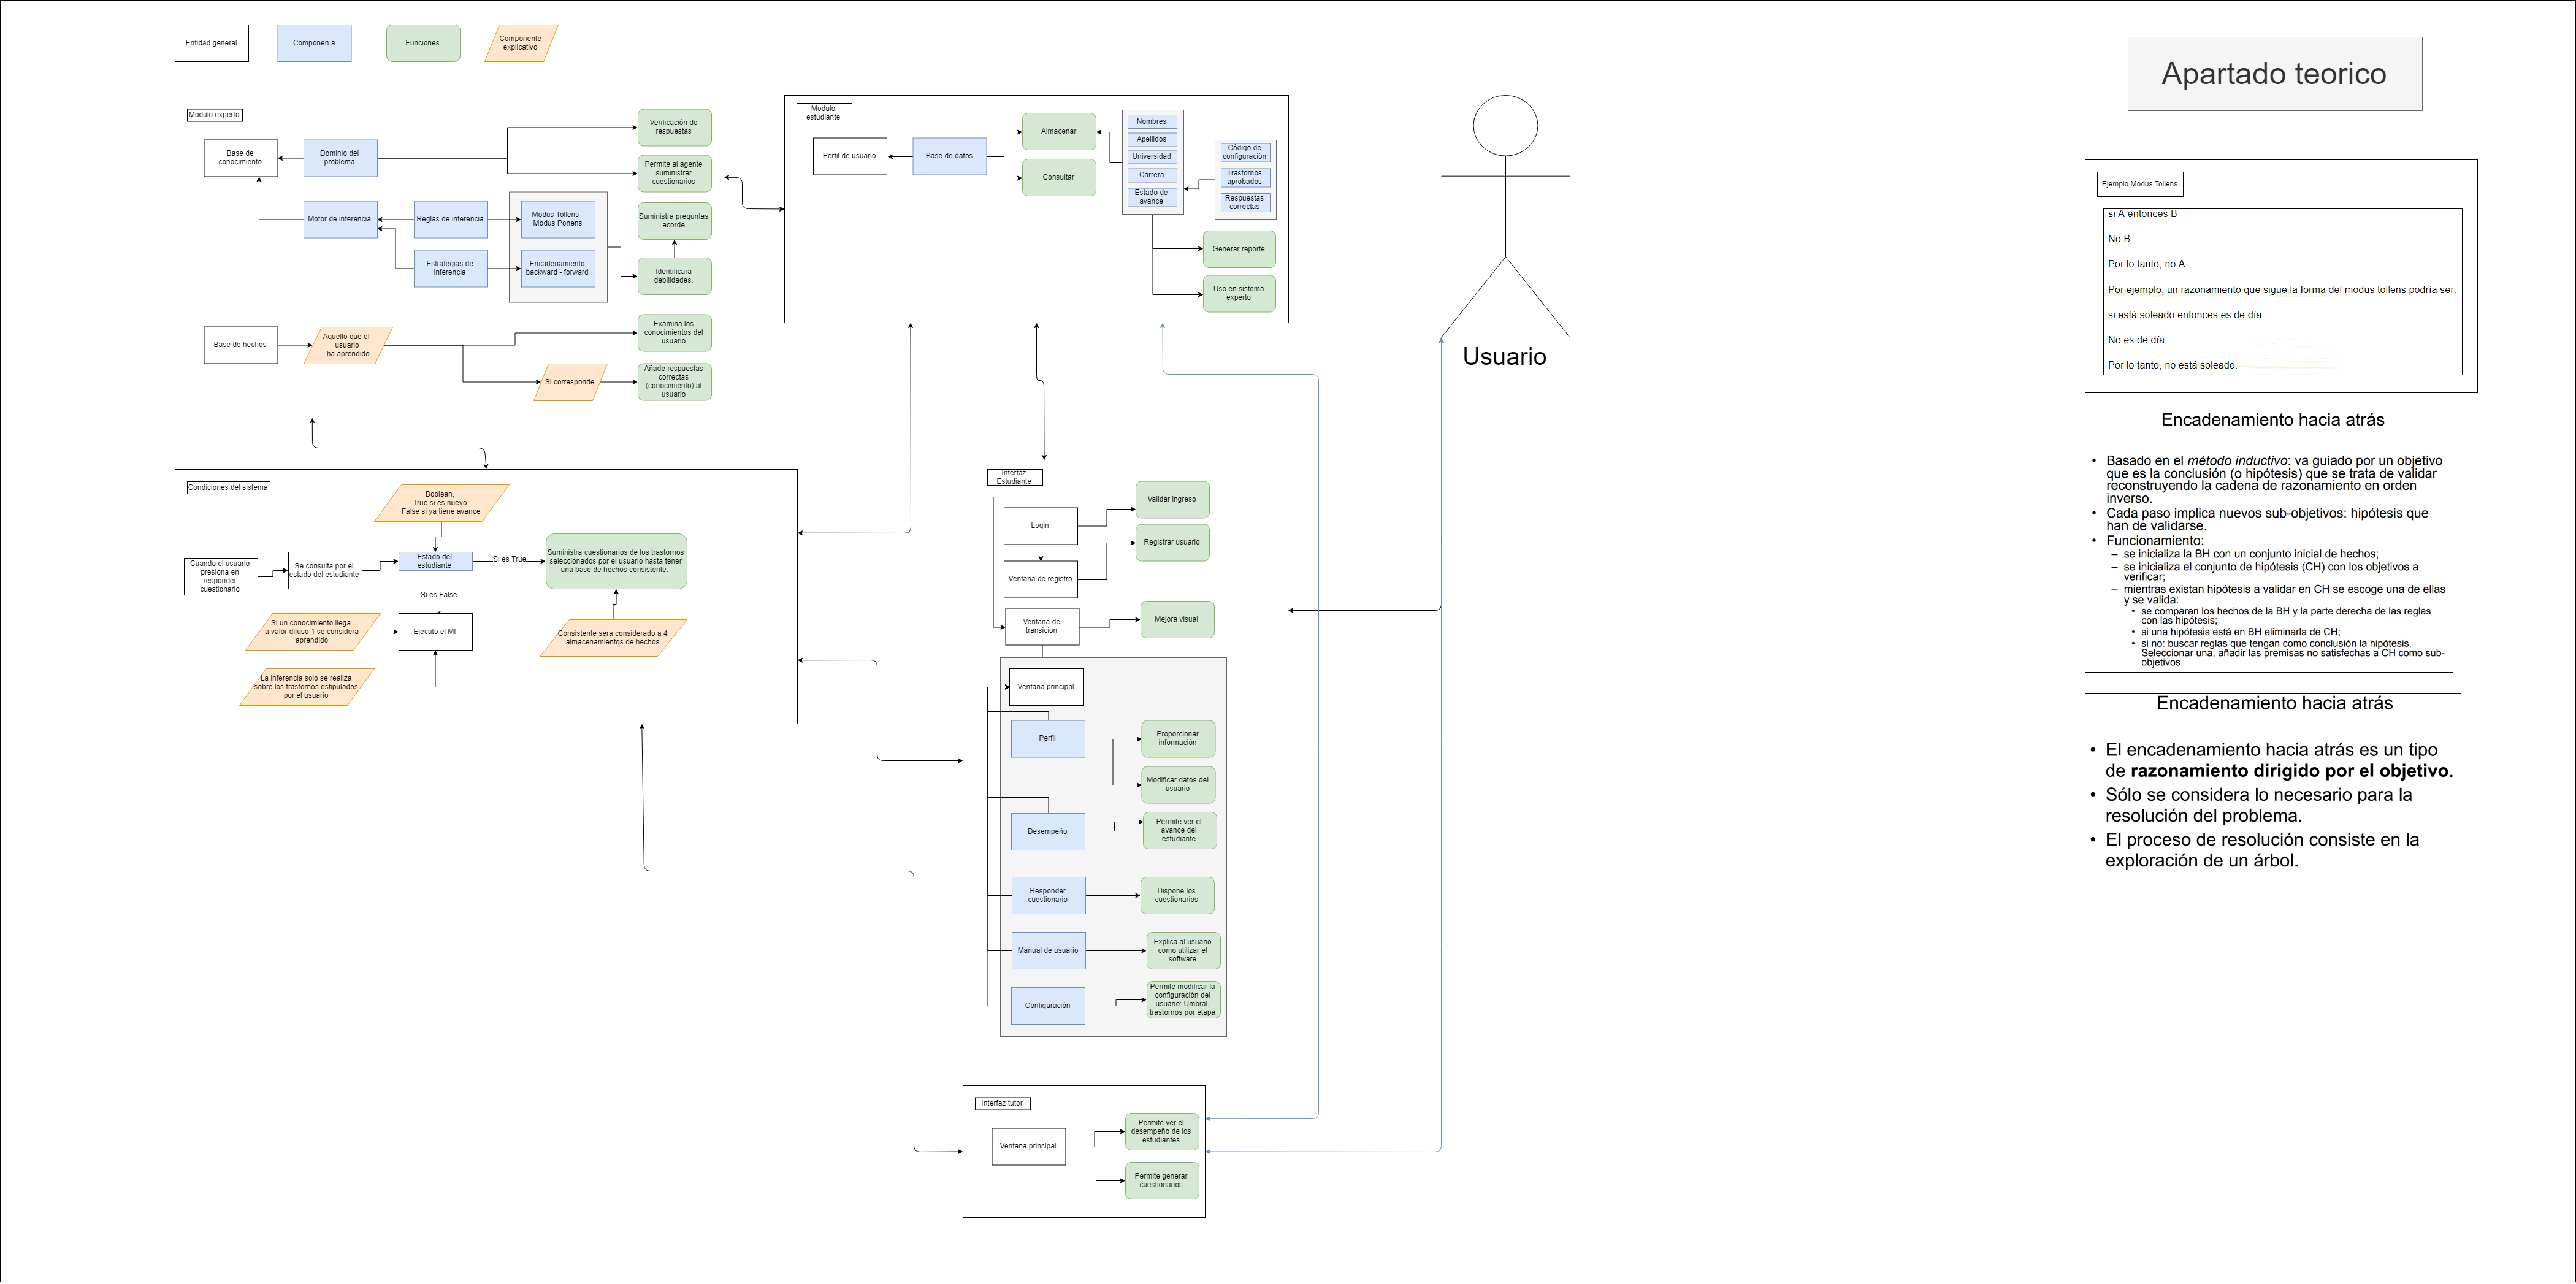 Entidad general
Componen a
Funciones
Componente
explicativo
Modulo experto
Base de
conocimiento
Dominio del
problema
Verificación de
respuestas
Permite al agente
suministrar
cuestionarios
Motor de inferencia
Reglas de inferencia
Modus Tollens -
Modus Ponens
Suministra preguntas
acorde
Estrategias de
inferencia
Encadenamiento
backward - forward
Identificara
debilidades.
Base de hechos
Aquello que el
usuario
ha aprendido
Examina los
conocimientos del
usuario
Si corresponde
Añade respuestas
correctas
(conocimiento) al
usuario
Modulo
estudiante
Perfil de usuario
Base de datos
Almacenar
Consultar
Nombres
Apellidos
Universidad
Carrera
Estado de
avance
Código de
configuración
Trastornos
aprobados
Respuestas
correctas
Generar reporte
Uso en sistema
experto
Usuario
Condiciones del sistema
Boolean,
True si es nuevo.
False si ya tiene avance
Cuando el usuario
presiona en
responder
cuestionario
Se consulta por el
estado del estudiante
Estado del
estudiante
Si es True
Suministra cuestionarios de los trastornos
seleccionados por el usuario hasta tener
una base de hechos consistente.
Si es False
Si un conocimiento llega
a valor difuso 1 se considera
aprendido
Ejecuto el MI
Consistente sera considerado a 4
almacenamientos de hechos
La inferencia solo se realiza
sobre los trastornos estipulados
por el usuario
Interfaz
Estudiante
Validar ingreso
Login
Registrar usuario
Ventana de registro
Ventana de
transición
Mejora visual
Ventana principal
Perfil
Proporcionar
información
Modificar datos del
usuario
Desempeño
Permite ver el
avance del
estudiante
Responder
cuestionario
Dispone los
cuestionarios
Manual de usuario
Explica al usuario
como utilizar el
software
Configuración
Permite modificar la
configuración del
usuario: Umbral,
trastornos por etapa
Interfaz tutor
Ventana principal
Permite ver el
desempeño de los
estudiantes
Permite generar
cuestionarios
Apartado teorico
Ejemplo Modus Tollens
si A entonces B
No B
Por lo tanto, no A
Por ejemplo, un razonamiento que sigue la forma del modus tollens podría ser:
si está soleado entonces es de día.
No es de día.
Por lo tanto, no está soleado.
Encadenamiento hacia atrás
• Basado en el método inductivo: va guiado por un objetivo
que es la conclusión (o hipótesis) que se trata de validar
reconstruyendo la cadena de razonamiento en orden
inverso.
• Cada paso implica nuevos sub-objetivos: hipótesis que
han de validarse.
• Funcionamiento:
– se inicializa la BH con un conjunto inicial de hechos;
– se inicializa el conjunto de hipótesis (CH) con los objetivos a
verificar;
– mientras existan hipótesis a validar en CH se escoge una de ellas
y se valida:
• se comparan los hechos de la BH y la parte derecha de las reglas
con las hipótesis;
• si una hipótesis está en BH eliminarla de CH;
• si no: buscar reglas que tengan como conclusión la hipótesis.
Seleccionar una, añadir las premisas no satisfechas a CH como sub-
objetivos.
Encadenamiento hacia atrás
• El encadenamiento hacia atrás es un tipo
de razonamiento dirigido por el objetivo.
• Sólo se considera lo necesario para la
resolución del problema.
• El proceso de resolución consiste en la
exploración de un árbol.